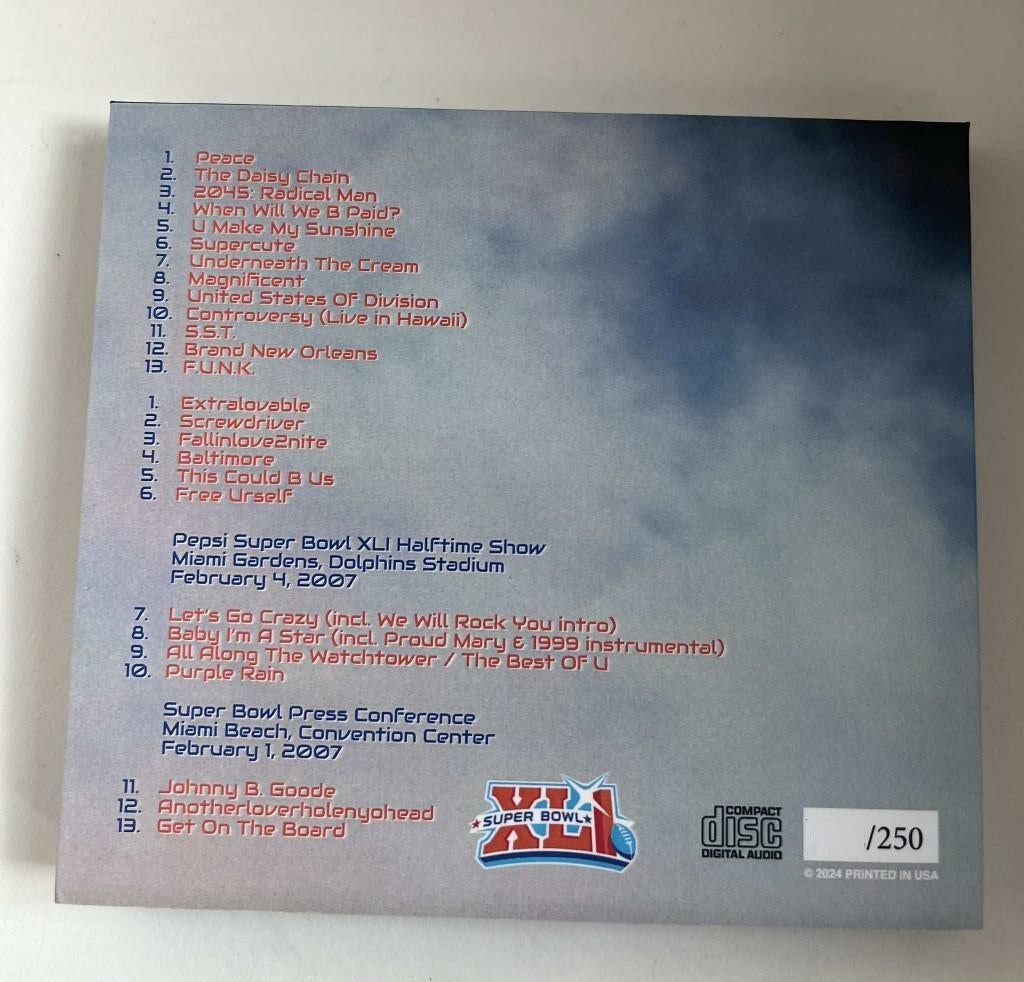 1. Peace
2. The Daisy Chain
3. 2045: Radical Man
4. When Will We B Paid?
5. U Make My Sunshine
6. Supercute
7. Underneath The Cream
8. Magnificent
9. United States Of Division
10. Controversy (Live in Hawaii)
11. S.S.T.
12. Brand New Orleans
13. F.U.N.K.
1. Extralovable
2. Screwdriver
3. Fallinlove2nite
4. Baltimore
5. This Could B Us
6. Free Urself
Pepsi Super Bowl XLI Halftime Show
Miami Gardens, Dolphins Stadium
February 4, 2007
7. Let's Go Crazy (incl. We Will Rock You intro)
8. Baby I'm A Star (incl. Proud Mary & 1999 instrumental)
9. All Along The Watchtower / The Best Of U
10. Purple Rain
Super Bowl Press Conference
Miami Beach, Convention Center
February 1, 2007
11. Johnny B. Goode
12. Anotherloverholenyohead
13. Get On The Board
XLI
SUPER BOWL
COMPACT
disc
DIGITAL AUDIO
/250
© 2024 PRINTED IN USA